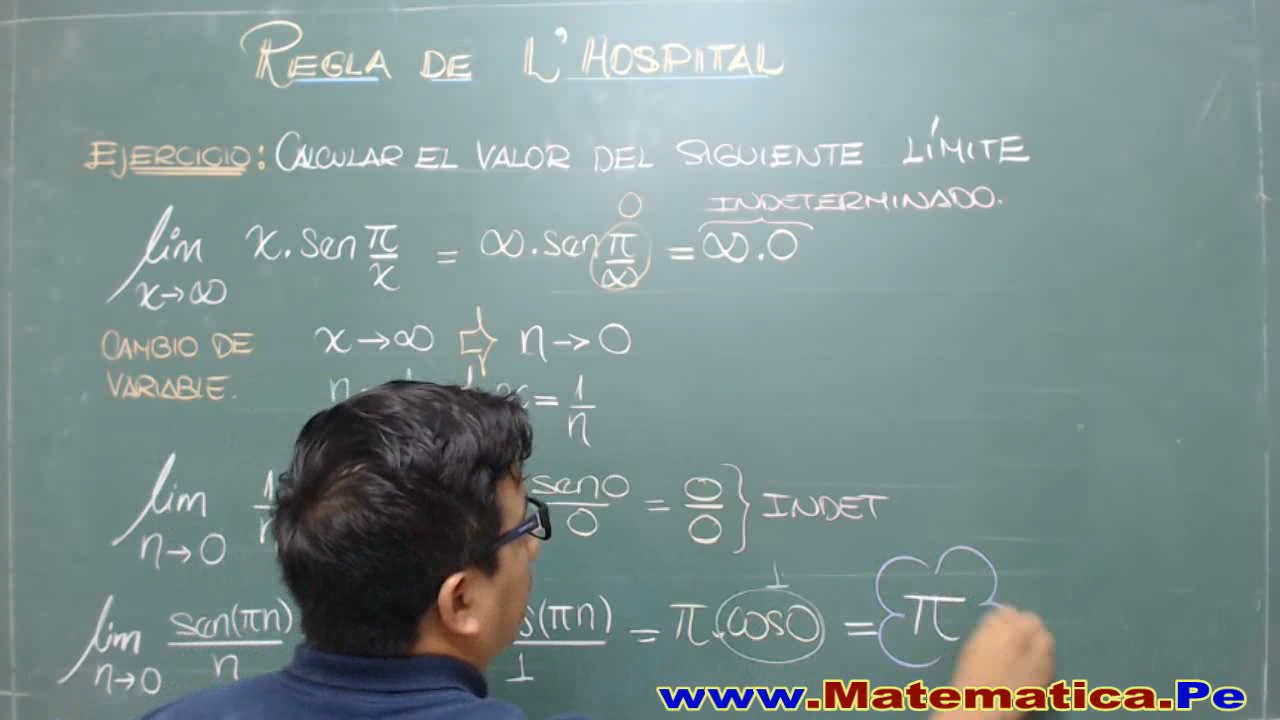 REGLA DE L'HOSPITAL
EJERCICIO: CALCULAR EL VALOR DEL SIGUIENTE LÍMITE
0 INDETERMINADO.
lim x→∞ x. sen π/x = ∞. sen π/∞ = ∞.0
CAMBIO DE VARIABLE.
x→∞ ⇨ n→0
n = 1/n
lim n→0 1 sen0/0 = 0/0 } INDET
1
lim n→0 sen(πn)/n s(πn)/1 = π.cos0 = π
www.Matematica.Pe